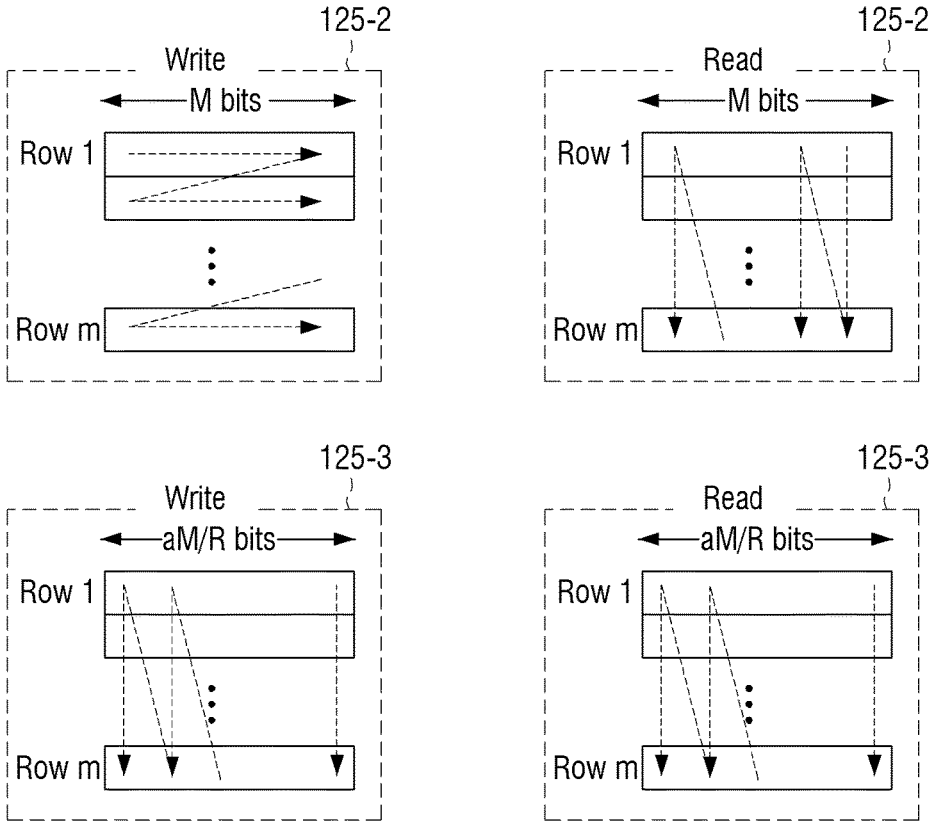 125-2
Write
M bits
Row 1
Row m
125-2
Read
M bits
Row 1
Row m
125-3
Write
aM/R bits
Row 1
Row m
125-3
Read
aM/R bits
Row 1
Row m